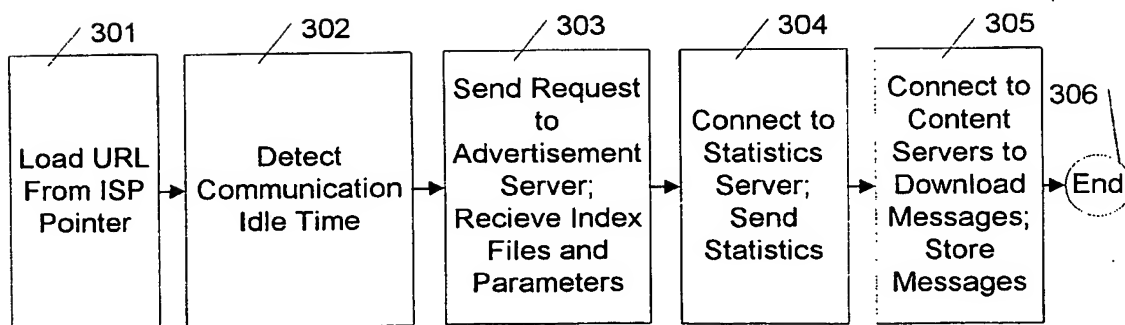 301
302
303
304
305
306
Load URL
From ISP
Pointer
Detect
Communication
Idle Time
Send Request
to
Advertisement
Server;
Recieve Index
Files and
Parameters
Connect to
Statistics
Server;
Send
Statistics
Connect to
Content
Servers to
Download
Messages;
Store
Messages
End